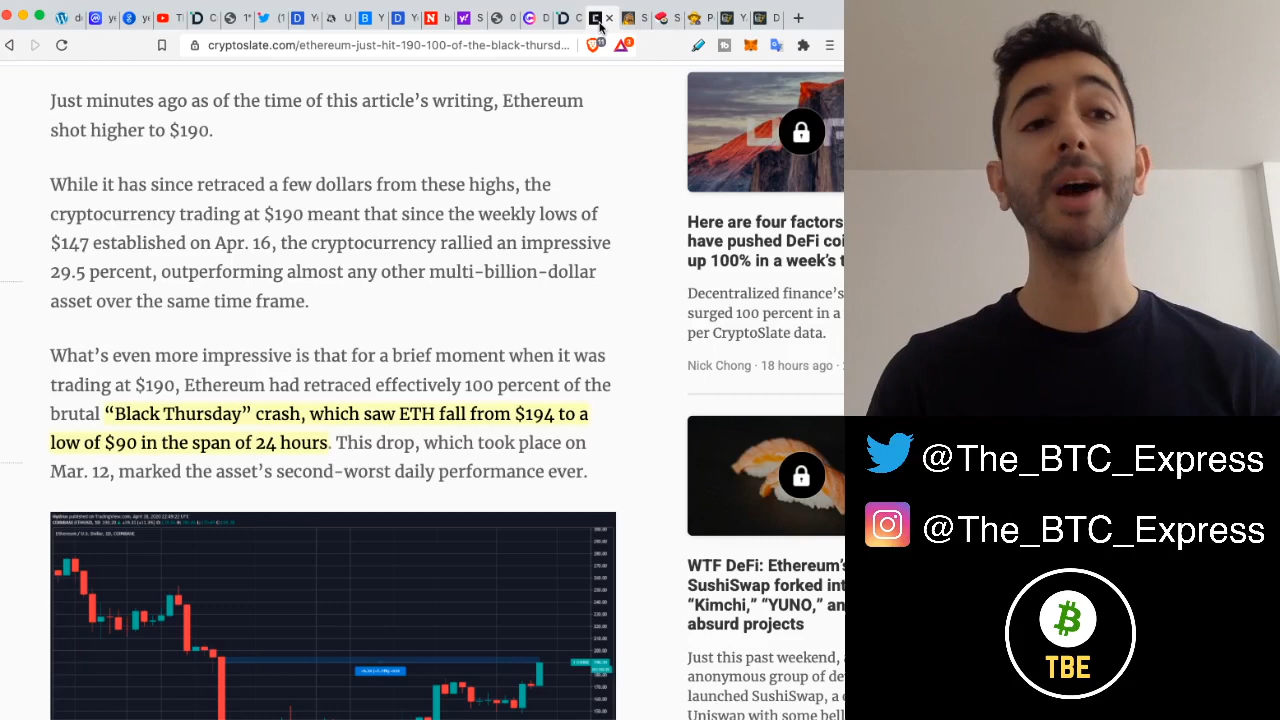 cryptoslate.com/ethereum-just-hit-190-100-of-the-black-thursd...
Just minutes ago as of the time of this article’s writing, Ethereum
shot higher to $190.
While it has since retraced a few dollars from these highs, the
cryptocurrency trading at $190 meant that since the weekly lows of
$147 established on Apr. 16, the cryptocurrency rallied an impressive
29.5 percent, outperforming almost any other multi-billion-dollar
asset over the same time frame.
What’s even more impressive is that for a brief moment when it was
trading at $190, Ethereum had retraced effectively 100 percent of the
brutal “Black Thursday” crash, which saw ETH fall from $194 to a
low of $90 in the span of 24 hours. This drop, which took place on
Mar. 12, marked the asset’s second-worst daily performance ever.
Ethereum / U.S. Dollar, 1D, COINBASE
Here are four factors
have pushed DeFi coi
up 100% in a week’s t
Decentralized finance’s
surged 100 percent in a
per CryptoSlate data.
Nick Chong · 18 hours ago ·
WTF DeFi: Ethereum’s
SushiSwap forked int
“Kimchi,” “YUNO,” an
absurd projects
Just this past weekend,
anonymous group of de
launched SushiSwap, a
Uniswap with some bell
@The_BTC_Express
@The_BTC_Express
TBE